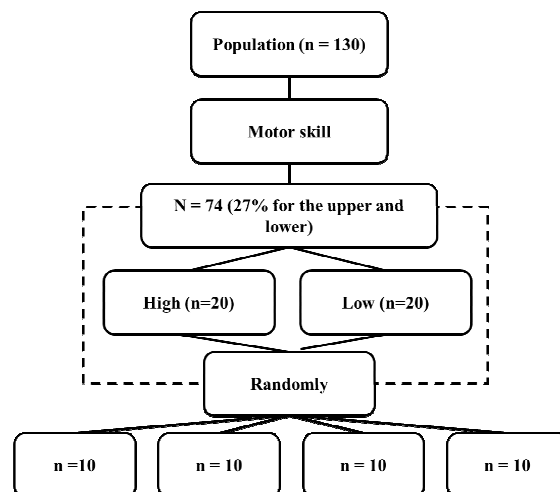 Population (n = 130)
Motor skill
N = 74 (27% for the upper and
lower)
High (n=20)
Low (n=20)
Randomly
n =10
n = 10
n = 10
n = 10